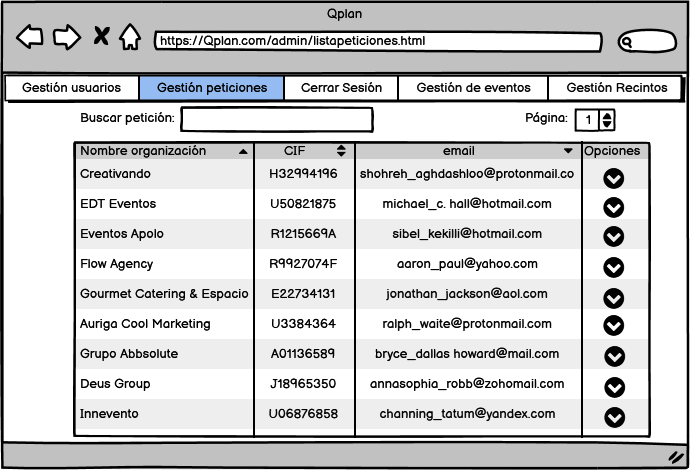 Qplan
https://Qplan.com/admin/listapeticiones.html
Gestión usuarios Gestión peticiones Cerrar Sesión Gestión de eventos Gestión Recintos
Buscar petición: Página: 1
Nombre organización CIF email Opciones
Creativando H32994196 shohreh_aghdashloo@protonmail.co
EDT Eventos U50821875 michael_c. hall@hotmail.com
Eventos Apolo R1215669A sibel_kekilli@hotmail.com
Flow Agency R9927074F aaron_paul@yahoo.com
Gourmet Catering & Espacio E22734131 jonathan_jackson@aol.com
Auriga Cool Marketing U3384364 ralph_waite@protonmail.com
Grupo Abbsolute A01136589 bryce_dallas howard@mail.com
Deus Group J18965350 annasophia_robb@zohomail.com
Innevento U06876858 channing_tatum@yandex.com